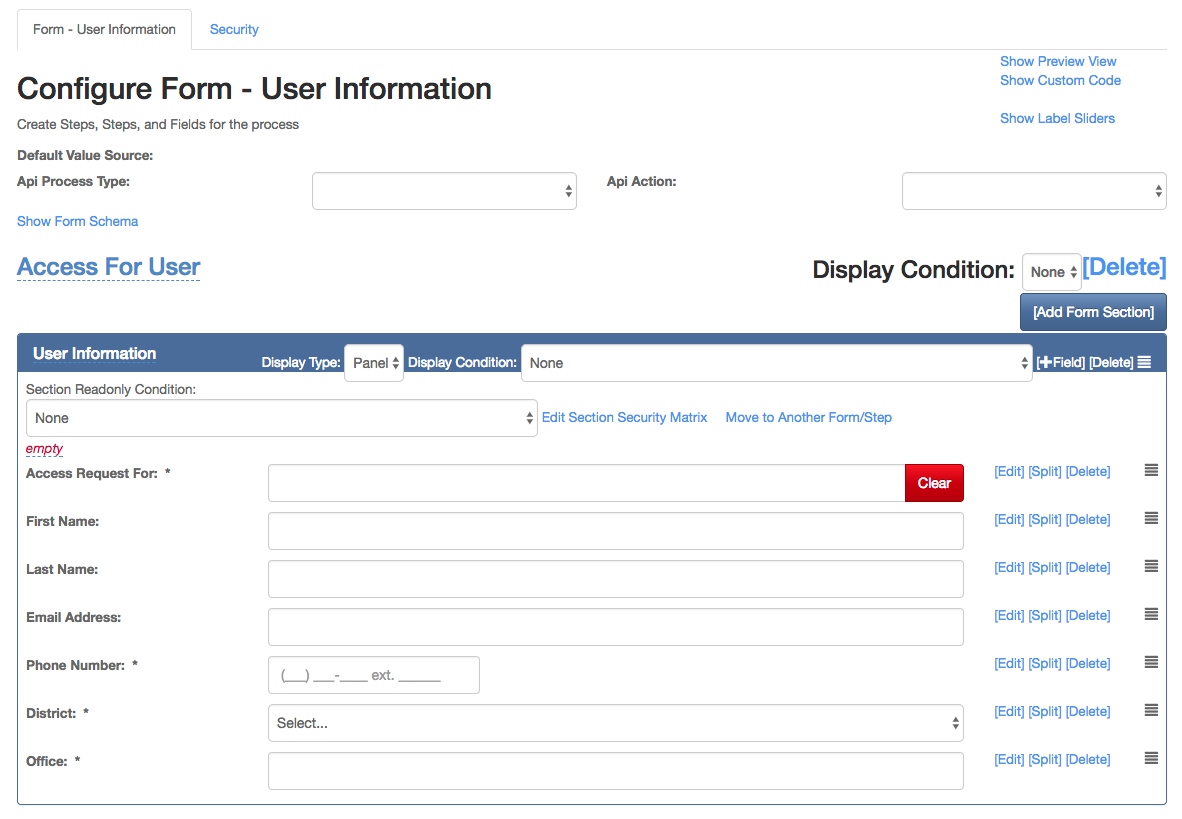 Form - User Information Security
Show Preview View
Configure Form - User Information
Show Custom Code
Create Steps, Steps, and Fields for the process
Show Label Sliders
Default Value Source:
Api Process Type: Api Action:
Show Form Schema
Access For User Display Condition: None [Delete]
[Add Form Section]
User Information Display Type: Panel Display Condition: None [+Field] [Delete]
Section Readonly Condition:
None Edit Section Security Matrix Move to Another Form/Step
empty
Access Request For: * Clear [Edit] [Split] [Delete]
First Name: [Edit] [Split] [Delete]
Last Name: [Edit] [Split] [Delete]
Email Address: [Edit] [Split] [Delete]
Phone Number: * (___) ___-____ ext. ______ [Edit] [Split] [Delete]
District: * Select... [Edit] [Split] [Delete]
Office: * [Edit] [Split] [Delete]